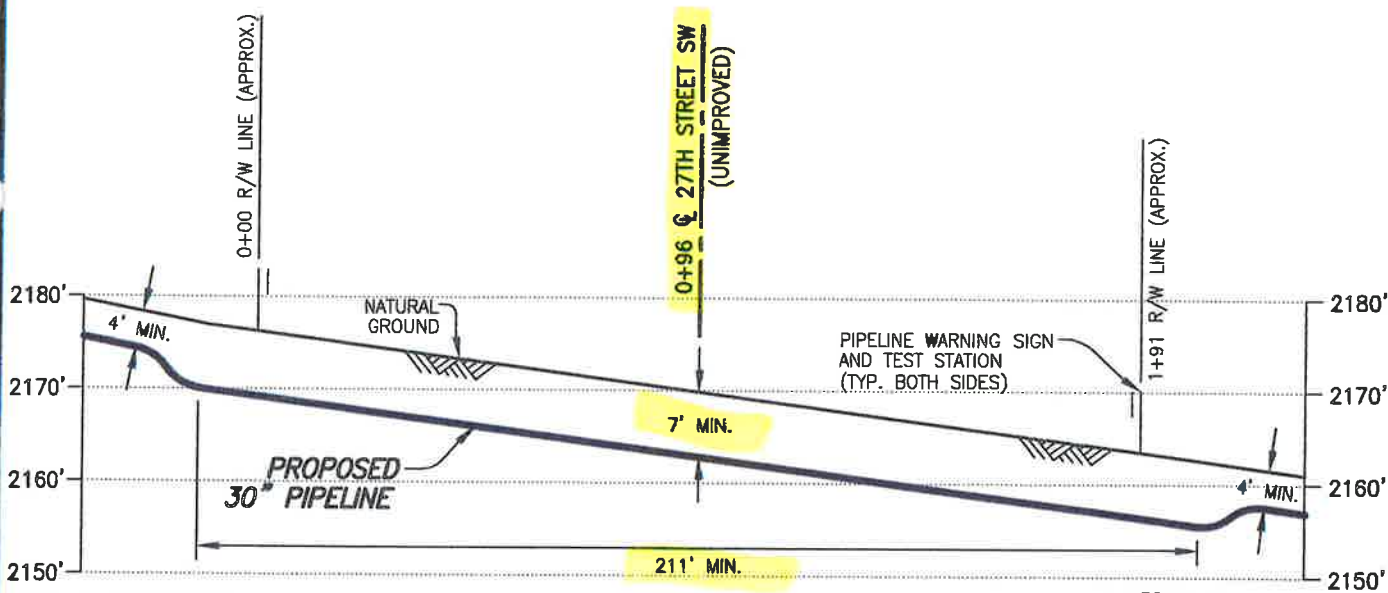 0+00 R/W LINE (APPROX.)
0+96 ℄ 27TH STREET SW
(UNIMPROVED)
1+91 R/W LINE (APPROX.)
2180'
2180'
4' MIN.
NATURAL
GROUND
PIPELINE WARNING SIGN
AND TEST STATION
(TYP. BOTH SIDES)
2170'
2170'
7' MIN.
PROPOSED
30" PIPELINE
2160'
4' MIN.
2160'
211' MIN.
2150'
2150'